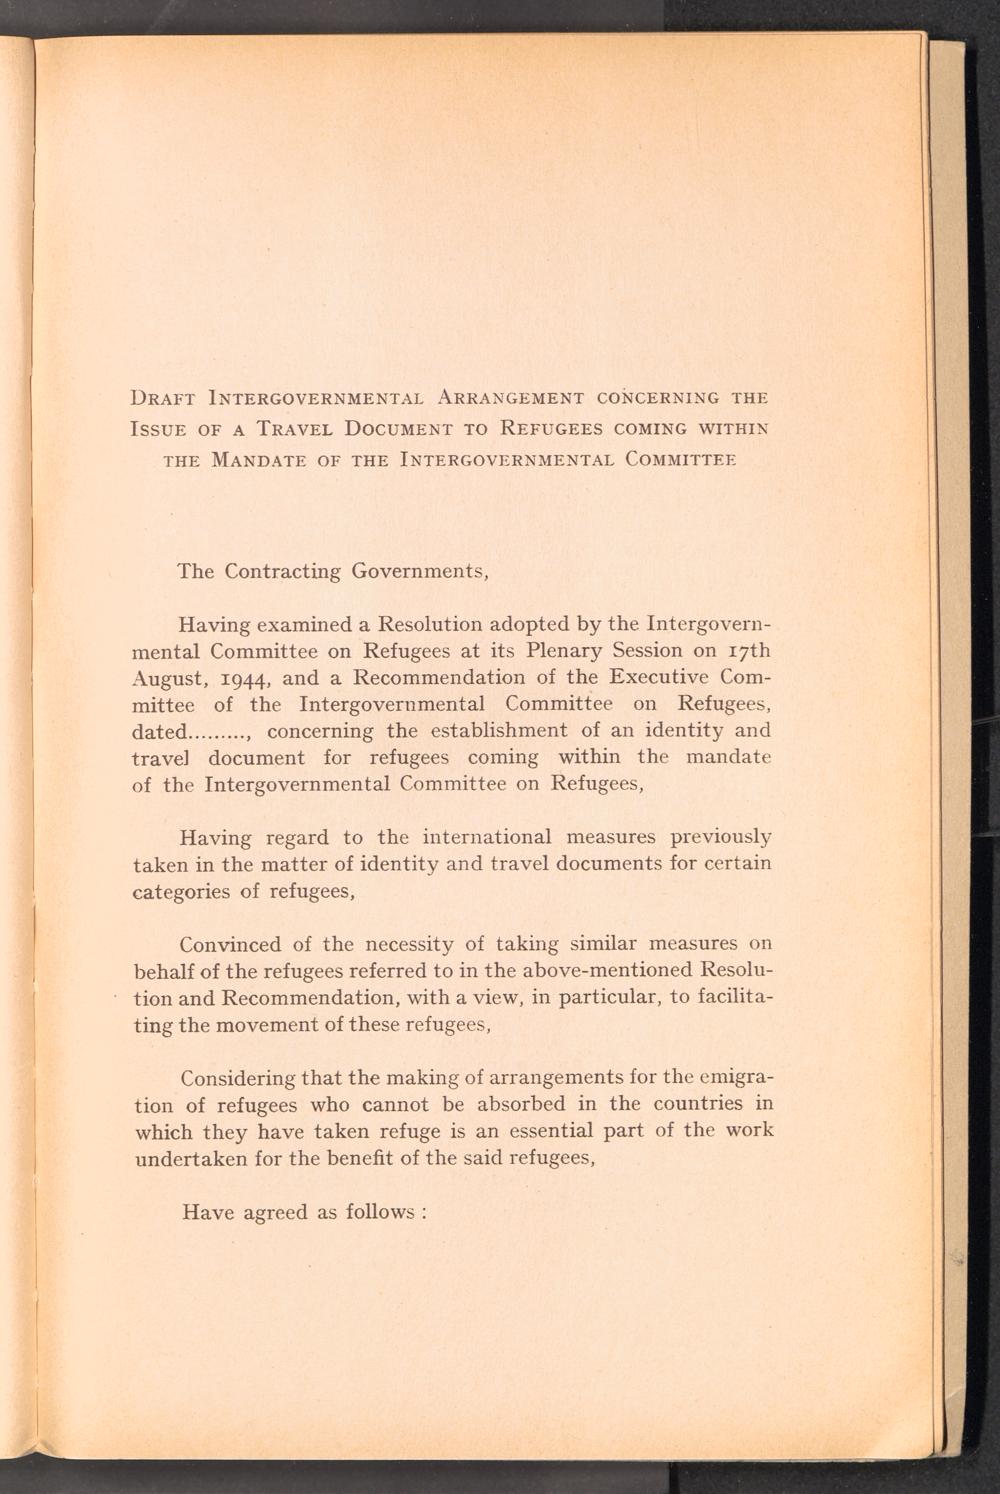 DRAFT INTERGOVERNMENTAL ARRANGEMENT CONCERNING THE
ISSUE OF A TRAVEL DOCUMENT TO REFUGEES COMING WITHIN
THE MANDATE OF THE INTERGOVERNMENTAL COMMITTEE
The Contracting Governments,
Having examined a Resolution adopted by the Intergovern-
mental Committee on Refugees at its Plenary Session on 17th
August, 1944, and a Recommendation of the Executive Com-
mittee of the Intergovernmental Committee on Refugees,
dated........., concerning the establishment of an identity and
travel document for refugees coming within the mandate
of the Intergovernmental Committee on Refugees,
Having regard to the international measures previously
taken in the matter of identity and travel documents for certain
categories of refugees,
Convinced of the necessity of taking similar measures on
behalf of the refugees referred to in the above-mentioned Resolu-
tion and Recommendation, with a view, in particular, to facilita-
ting the movement of these refugees,
Considering that the making of arrangements for the emigra-
tion of refugees who cannot be absorbed in the countries in
which they have taken refuge is an essential part of the work
undertaken for the benefit of the said refugees,
Have agreed as follows :